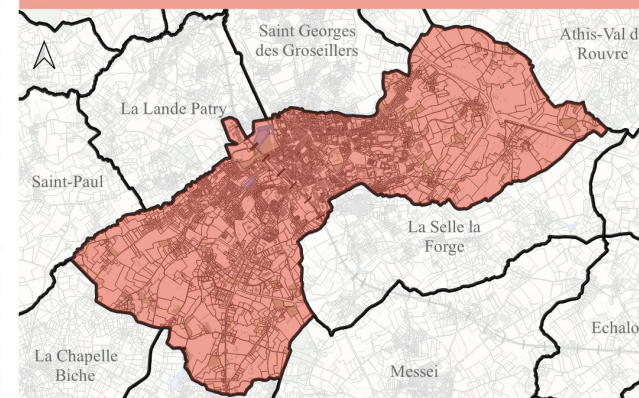 Saint Georges
des Groseillers
Athis-Val d
Rouvre
La Lande Patry
Saint-Paul
La Selle la
Forge
Echalo
La Chapelle
Biche
Messei